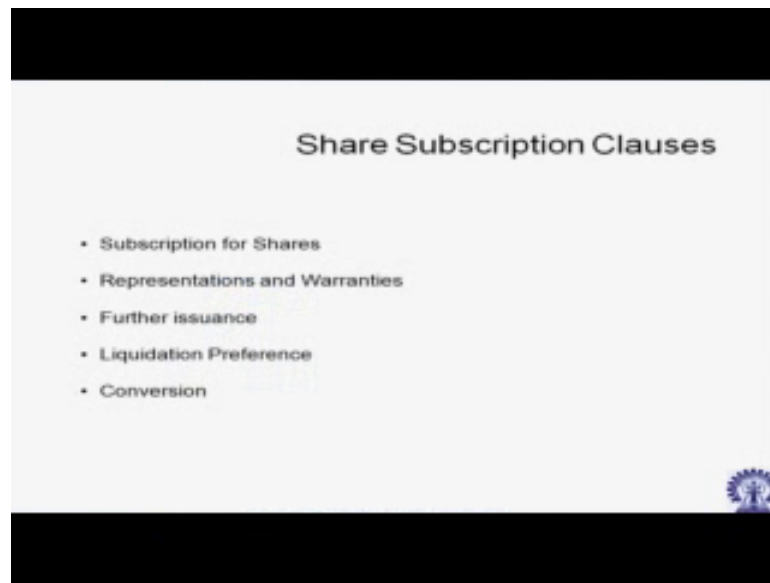 Share Subscription Clauses
• Subscription for Shares
• Representations and Warranties
• Further issuance
• Liquidation Preference
• Conversion